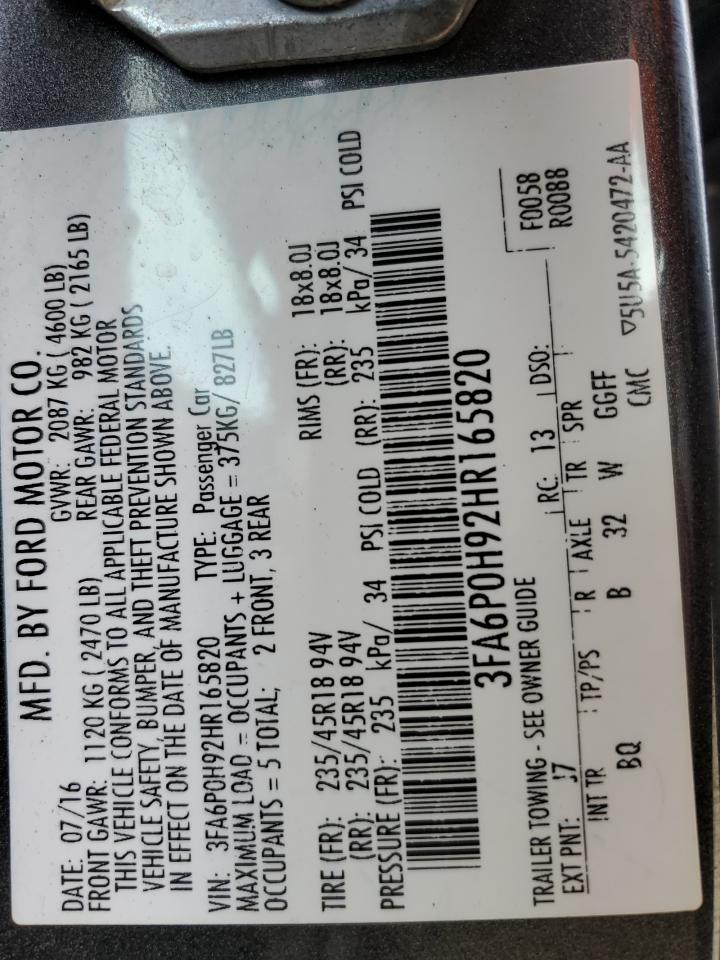 MFD. BY FORD MOTOR CO.
DATE: 07/16 GVWR: 2087 KG ( 4600 LB)
FRONT GAWR: 1120 KG ( 2470 LB) REAR GAWR: 982 KG ( 2165 LB)
THIS VEHICLE CONFORMS TO ALL APPLICABLE FEDERAL MOTOR
VEHICLE SAFETY, BUMPER, AND THEFT PREVENTION STANDARDS
IN EFFECT ON THE DATE OF MANUFACTURE SHOWN ABOVE.
VIN: 3FA6P0H92HR165820 TYPE: Passenger Car
MAXIMUM LOAD = OCCUPANTS + LUGGAGE = 375KG/ 827LB
OCCUPANTS = 5 TOTAL; 2 FRONT, 3 REAR
TIRE (FR): 235/45R18 94V RIMS (FR): 18x8.0J
(RR): 235/45R18 94V (RR): 18x8.0J
PRESSURE (FR): 235 kPa/ 34 PSI COLD (RR): 235 kPa/ 34 PSI COLD
3FA6P0H92HR165820
TRAILER TOWING - SEE OWNER GUIDE F0058
R0088
EXT PNT: J7 RC: 13 DSO:
INT TR TP/PS R AXLE TR SPR
BQ B 32 W GGFF
CMC
▽5U5A-5420472-AA